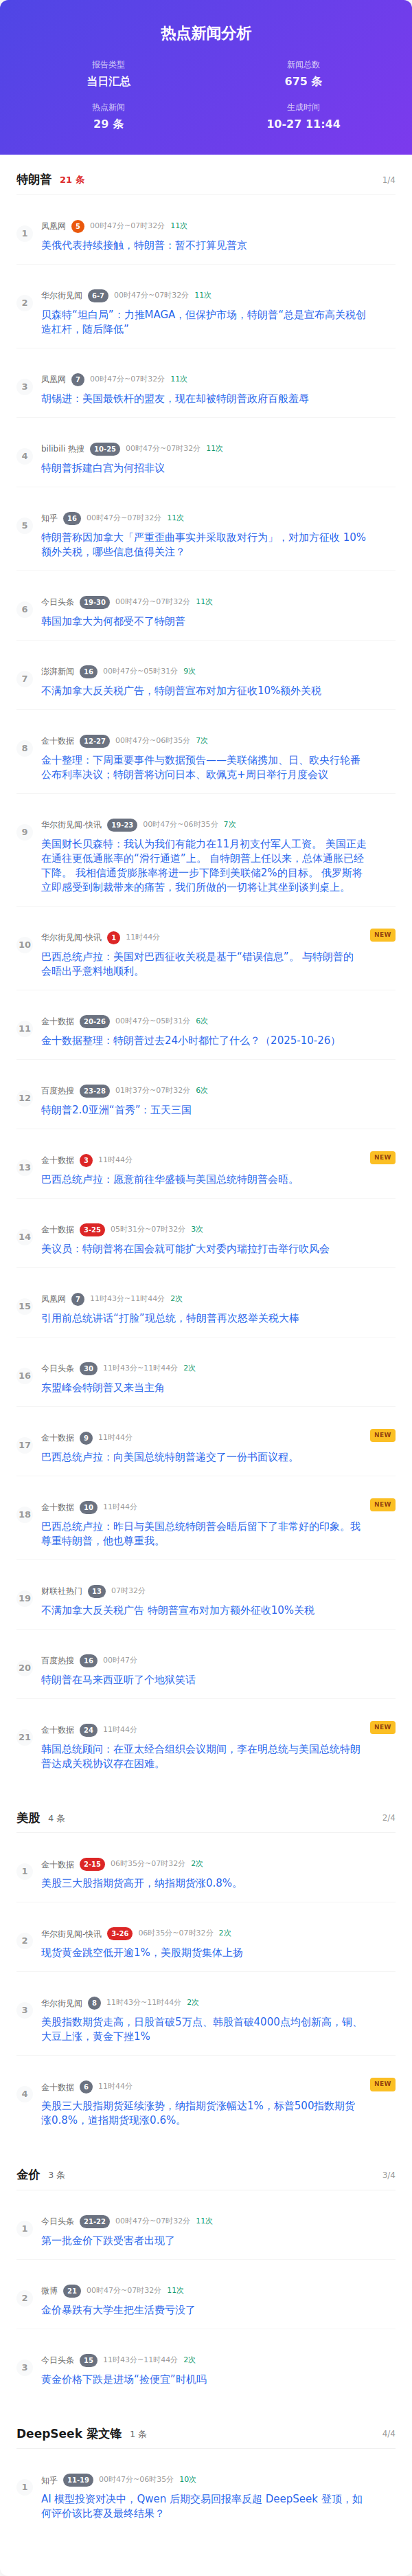 热点新闻分析
报告类型
当日汇总
新闻总数
675 条
热点新闻
29 条
生成时间
10-27 11:44
特朗普 21 条 1/4
1
凤凰网 5 00时47分~07时32分 11次
美俄代表持续接触，特朗普：暂不打算见普京
2
华尔街见闻 6-7 00时47分~07时32分 11次
贝森特“坦白局”：力推MAGA，但保护市场，特朗普“总是宣布高关税创
造杠杆，随后降低”
3
凤凰网 7 00时47分~07时32分 11次
胡锡进：美国最铁杆的盟友，现在却被特朗普政府百般羞辱
4
bilibili 热搜 10-25 00时47分~07时32分 11次
特朗普拆建白宫为何招非议
5
知乎 16 00时47分~07时32分 11次
特朗普称因加拿大「严重歪曲事实并采取敌对行为」，对加方征收 10%
额外关税，哪些信息值得关注？
6
今日头条 19-30 00时47分~07时32分 11次
韩国加拿大为何都受不了特朗普
7
澎湃新闻 16 00时47分~05时31分 9次
不满加拿大反关税广告，特朗普宣布对加方征收10%额外关税
8
金十数据 12-27 00时47分~06时35分 7次
金十整理：下周重要事件与数据预告——美联储携加、日、欧央行轮番
公布利率决议；特朗普将访问日本、欧佩克+周日举行月度会议
9
华尔街见闻-快讯 19-23 00时47分~06时35分 7次
美国财长贝森特：我认为我们有能力在11月初支付军人工资。 美国正走
在通往更低通胀率的“滑行通道”上。 自特朗普上任以来，总体通胀已经
下降。 我相信通货膨胀率将进一步下降到美联储2%的目标。 俄罗斯将
立即感受到制裁带来的痛苦，我们所做的一切将让其坐到谈判桌上。
10
华尔街见闻-快讯 1 11时44分 NEW
巴西总统卢拉：美国对巴西征收关税是基于“错误信息”。 与特朗普的
会晤出乎意料地顺利。
11
金十数据 20-26 00时47分~05时31分 6次
金十数据整理：特朗普过去24小时都忙了什么？（2025-10-26）
12
百度热搜 23-28 01时37分~07时32分 6次
特朗普2.0亚洲“首秀”：五天三国
13
金十数据 3 11时44分 NEW
巴西总统卢拉：愿意前往华盛顿与美国总统特朗普会晤。
14
金十数据 3-25 05时31分~07时32分 3次
美议员：特朗普将在国会就可能扩大对委内瑞拉打击举行吹风会
15
凤凰网 7 11时43分~11时44分 2次
引用前总统讲话“打脸”现总统，特朗普再次怒举关税大棒
16
今日头条 30 11时43分~11时44分 2次
东盟峰会特朗普又来当主角
17
金十数据 9 11时44分 NEW
巴西总统卢拉：向美国总统特朗普递交了一份书面议程。
18
金十数据 10 11时44分 NEW
巴西总统卢拉：昨日与美国总统特朗普会晤后留下了非常好的印象。我
尊重特朗普，他也尊重我。
19
财联社热门 13 07时32分
不满加拿大反关税广告 特朗普宣布对加方额外征收10%关税
20
百度热搜 16 00时47分
特朗普在马来西亚听了个地狱笑话
21
金十数据 24 11时44分 NEW
韩国总统顾问：在亚太经合组织会议期间，李在明总统与美国总统特朗
普达成关税协议存在困难。
美股 4 条 2/4
1
金十数据 2-15 06时35分~07时32分 2次
美股三大股指期货高开，纳指期货涨0.8%。
2
华尔街见闻-快讯 3-26 06时35分~07时32分 2次
现货黄金跳空低开逾1%，美股期货集体上扬
3
华尔街见闻 8 11时43分~11时44分 2次
美股指数期货走高，日股首破5万点、韩股首破4000点均创新高，铜、
大豆上涨，黄金下挫1%
4
金十数据 6 11时44分 NEW
美股三大股指期货延续涨势，纳指期货涨幅达1%，标普500指数期货
涨0.8%，道指期货现涨0.6%。
金价 3 条 3/4
1
今日头条 21-22 00时47分~07时32分 11次
第一批金价下跌受害者出现了
2
微博 21 00时47分~07时32分 11次
金价暴跌有大学生把生活费亏没了
3
今日头条 15 11时43分~11时44分 2次
黄金价格下跌是进场“捡便宜”时机吗
DeepSeek 梁文锋 1 条 4/4
1
知乎 11-19 00时47分~06时35分 10次
AI 模型投资对决中，Qwen 后期交易回报率反超 DeepSeek 登顶，如
何评价该比赛及最终结果？